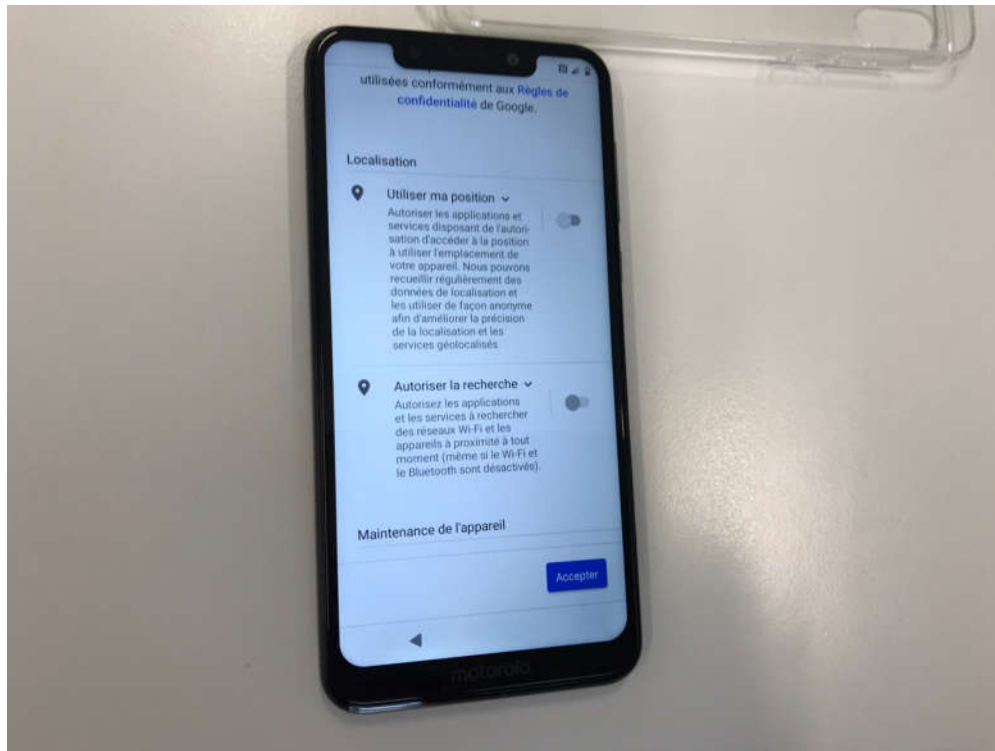 utilisées conformément aux Règles de
confidentialité de Google.
Localisation
Utiliser ma position
Autoriser les applications et
services disposant de l'autori-
sation d'accéder à la position
à utiliser l'emplacement de
votre appareil. Nous pouvons
recueillir régulièrement des
données de localisation et
les utiliser de façon anonyme
afin d'améliorer la précision
de la localisation et les
services géolocalisés.
Autoriser la recherche
Autorisez les applications
et les services à rechercher
des réseaux Wi-Fi et les
appareils à proximité à tout
moment (même si le Wi-Fi et
le Bluetooth sont désactivés).
Maintenance de l'appareil
Accepter
motorola